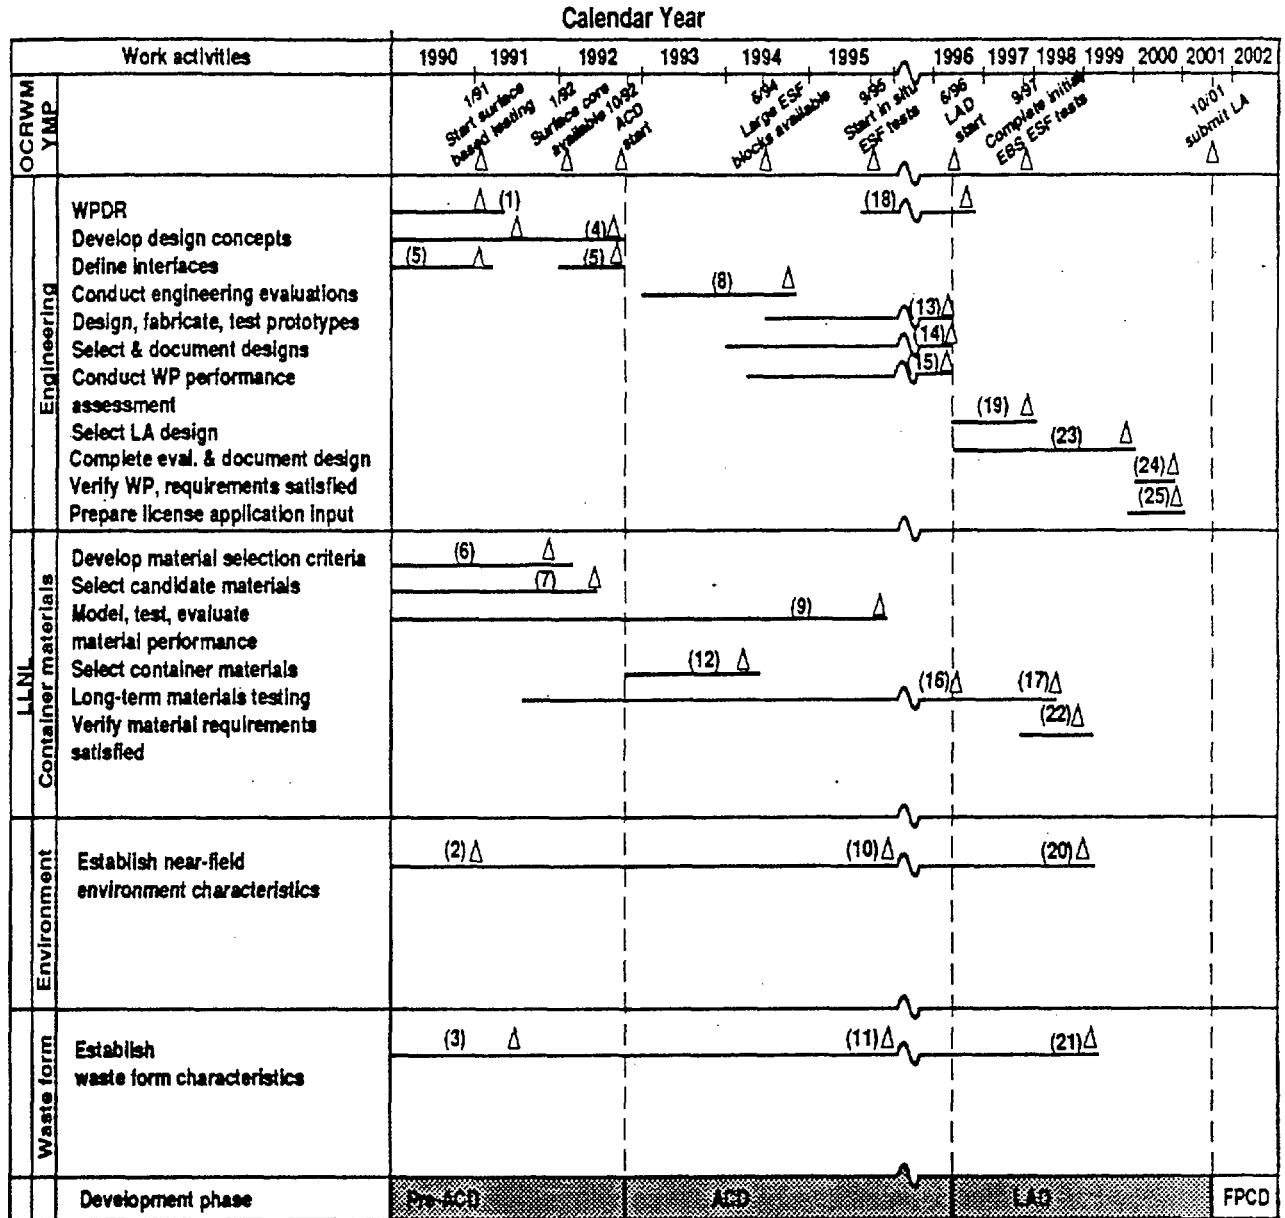 Calendar Year
Work activities 1990 1991 1992 1993 1994 1995 1996 1997 1998 1999 2000 2001 2002
OCRWM
YMP
1/91
Start surface
based testing
1/92
Surface core
available
10/92
ACD
start
6/94
Large ESF
blocks available
9/95
Start in situ
ESF tests
6/96
LAD
start
9/97
Complete initial
EBS ESF tests
10/01
submit LA
LLNL
Engineering
WPDR (1) (18)
Develop design concepts (4)
Define interfaces (5) (5)
Conduct engineering evaluations (8)
Design, fabricate, test prototypes (13)
Select & document designs (14)
Conduct WP performance (15)
assessment
Select LA design (19)
Complete eval. & document design (23)
Verify WP, requirements satisfied (24)
Prepare license application input (25)
Container materials
Develop material selection criteria (6)
Select candidate materials (7)
Model, test, evaluate (9)
material performance
Select container materials (12)
Long-term materials testing (16) (17)
Verify material requirements (22)
satisfied
Environment
Establish near-field (2) (10) (20)
environment characteristics
Waste form
Establish (3) (11) (21)
waste form characteristics
Development phase Pre-ACD ACD LAD FPCD